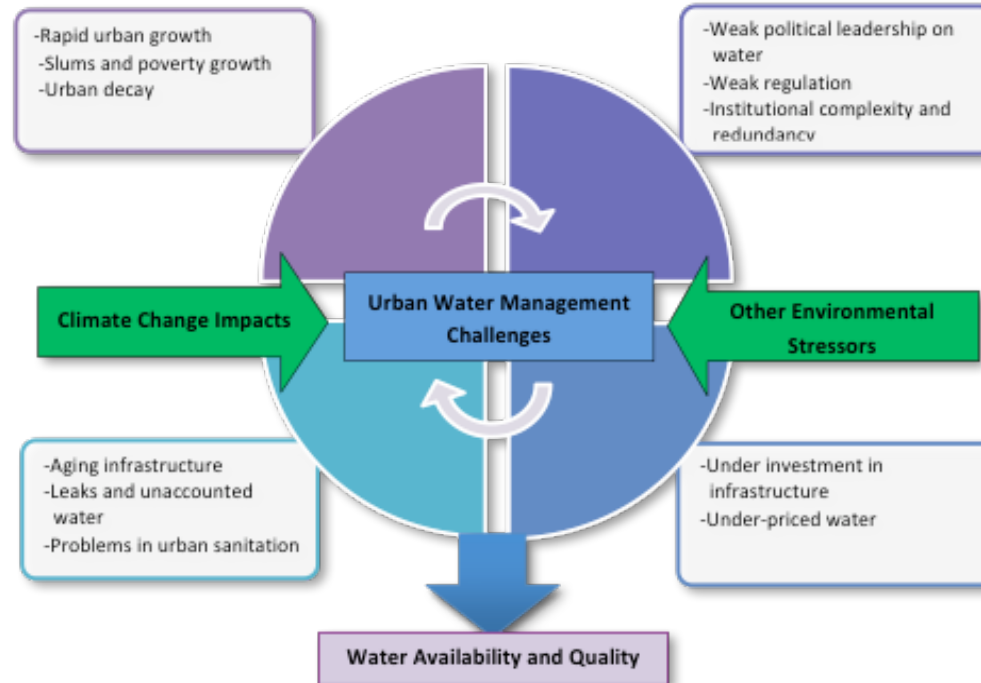 -Rapid urban growth
-Slums and poverty growth
-Urban decay
-Weak political leadership on
water
-Weak regulation
-Institutional complexity and
redundancy
Climate Change Impacts
Urban Water Management
Challenges
Other Environmental
Stressors
-Aging infrastructure
-Leaks and unaccounted
water
-Problems in urban sanitation
-Under investment in
infrastructure
-Under-priced water
Water Availability and Quality